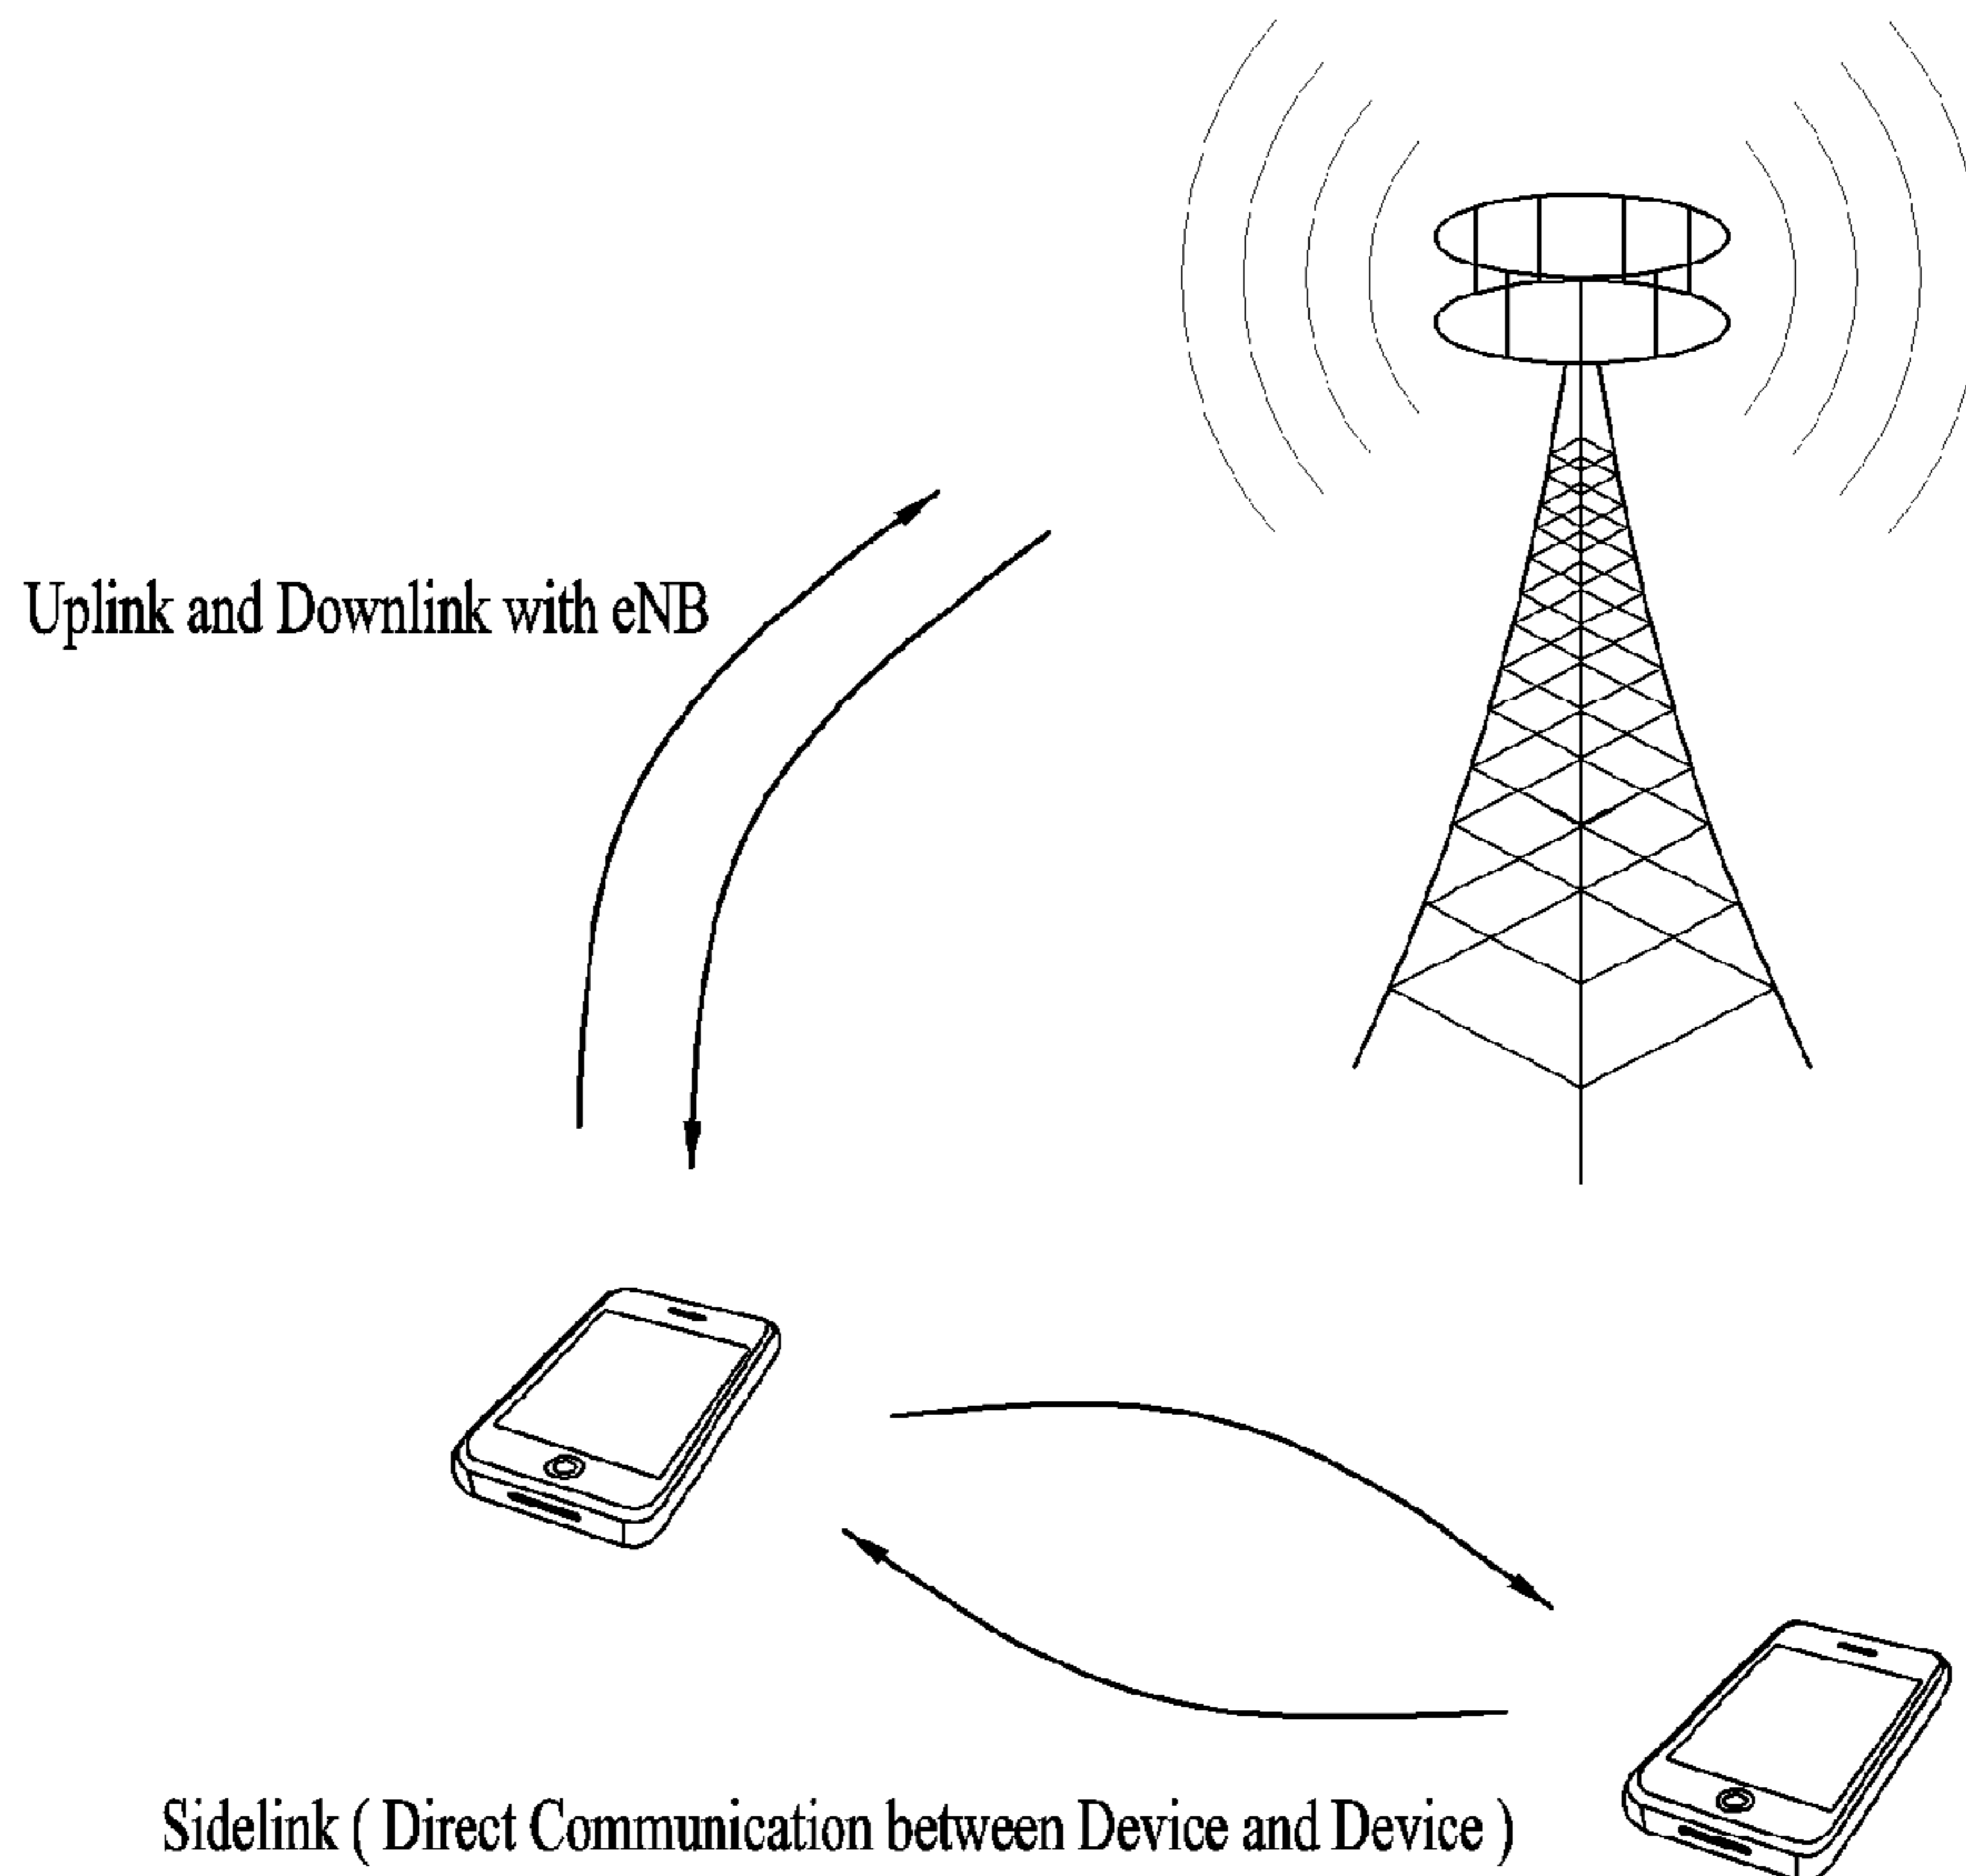 Uplink and Downlink with eNB
Sidelink ( Direct Communication between Device and Device )